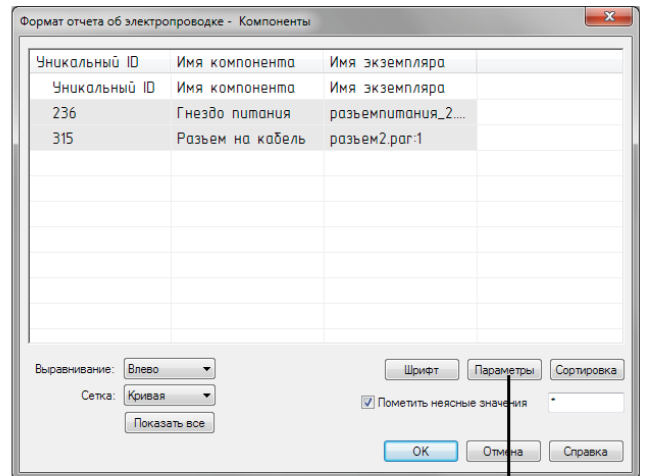 Формат отчета об электропроводке - Компоненты
Уникальный ID Имя компонента Имя экземпляра
Уникальный ID Имя компонента Имя экземпляра
236 Гнездо питания разъемпитания_2....
315 Разъем на кабель разъем2.par:1
Выравнивание: Влево Шрифт Параметры Сортировка
Сетка: Кривая Пометить неясные значения *
Показать все
OK Отмена Справка